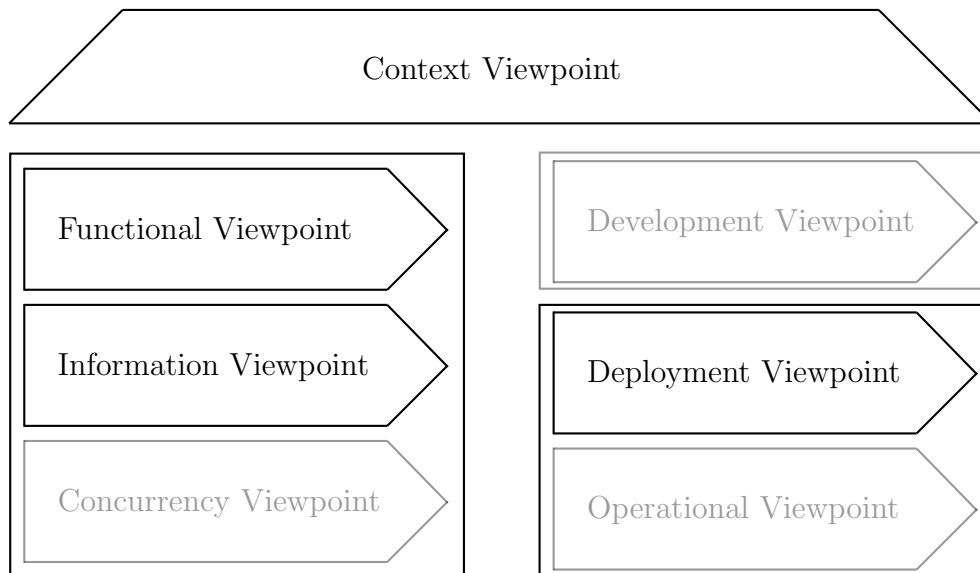 Context Viewpoint
Functional Viewpoint
Information Viewpoint
Concurrency Viewpoint
Development Viewpoint
Deployment Viewpoint
Operational Viewpoint